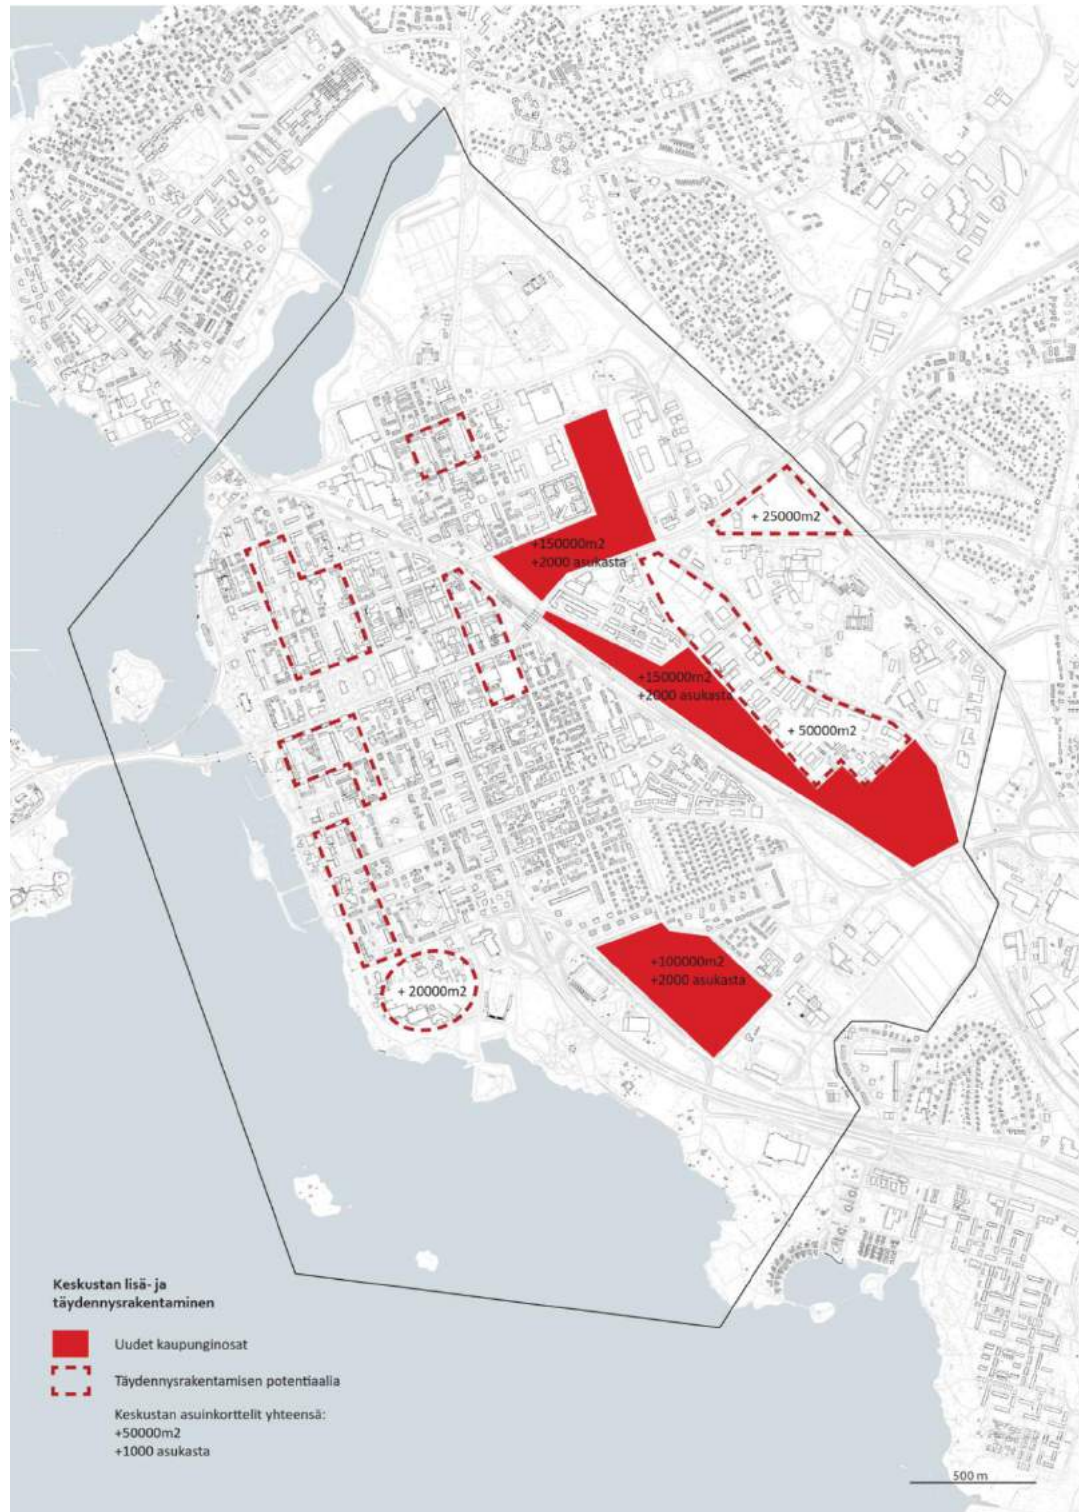 + 25000m2
+150000m2
+2000 asukasta
+150000m2
+2000 asukasta
+ 50000m2
+100000m2
+2000 asukasta
+ 20000m2
Keskustan lisä- ja
täydennysrakentaminen
Uudet kaupunginosat
Täydennysrakentamisen potentiaalia
Keskustan asuinkorttelit yhteensä:
+50000m2
+1000 asukasta
500 m